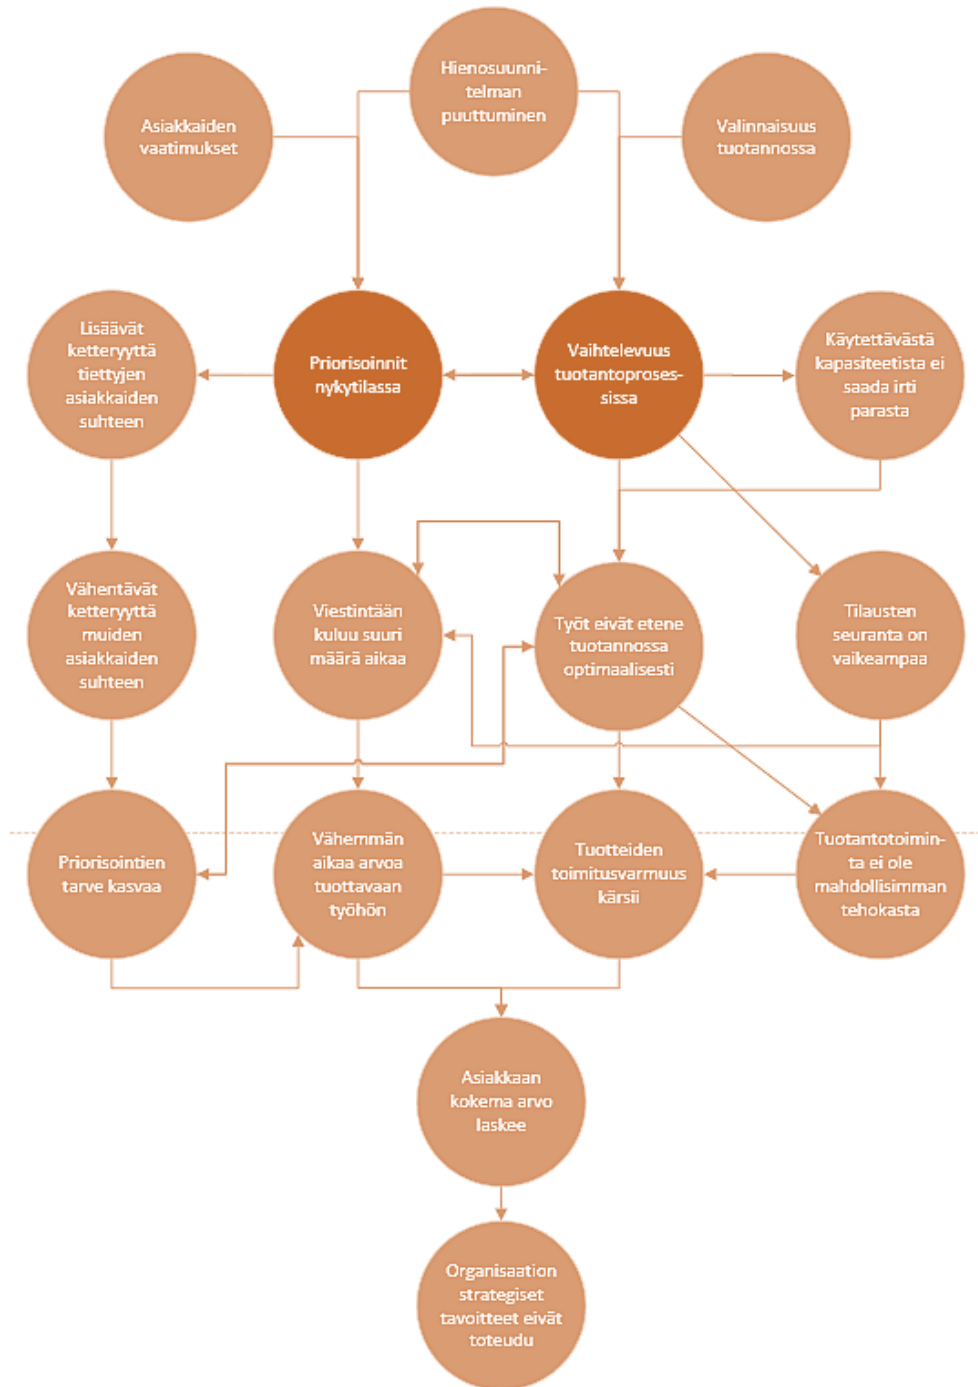 Hienosuunni-
telman
puuttuminen
Asiakkaiden
vaatimukset
Valinnaisuus
tuotannossa
Lisäävät
ketteryyttä
tiettyjen
asiakkaiden
suhteen
Priorisoinnit
nykytilassa
Vaihtelevuus
tuotantoproses-
sissa
Käytettävästä
kapasiteetista ei
saada irti
parasta
Vähentävät
ketteryyttä
muiden
asiakkaiden
suhteen
Viestintään
kuluu suuri
määrä aikaa
Työt eivät etene
tuotannossa
optimaalisesti
Tilausten
seuranta on
vaikeampaa
Priorisointien
tarve kasvaa
Vähemmän
aikaa arvoa
tuottavaan
työhön
Tuotteiden
toimitusvarmuus
kärsii
Tuotantotoimin-
ta ei ole
mahdollisimman
tehokasta
Asiakkaan
kokema arvo
laskee
Organisaation
strategiset
tavoitteet eivät
toteudu